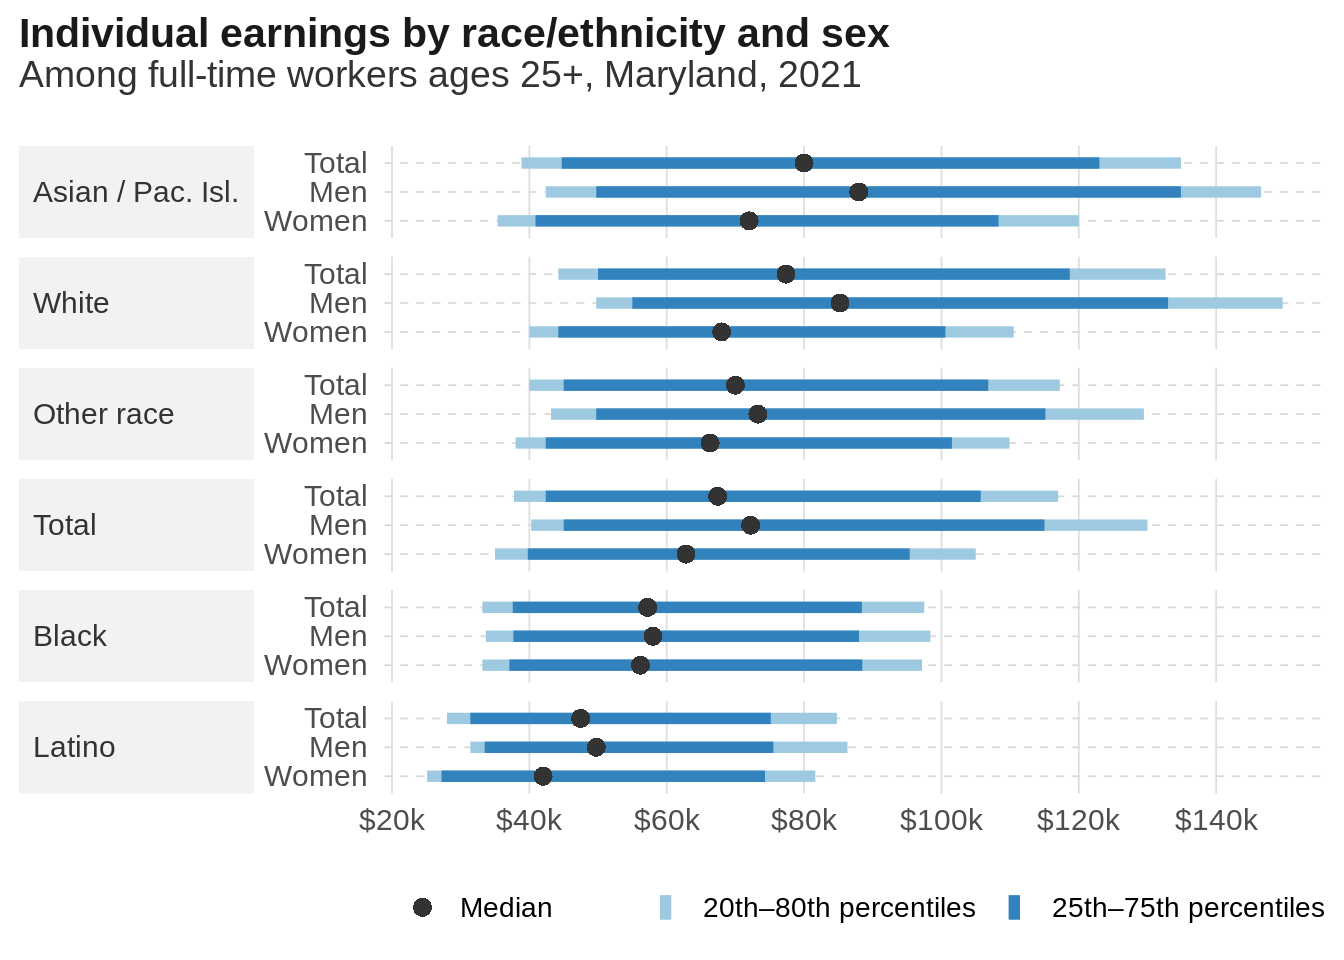 Individual earnings by race/ethnicity and sex
Among full-time workers ages 25+, Maryland, 2021
Asian / Pac. Isl.
Total
Men
Women
White
Total
Men
Women
Other race
Total
Men
Women
Total
Total
Men
Women
Black
Total
Men
Women
Latino
Total
Men
Women
$20k $40k $60k $80k $100k $120k $140k
Median 20th–80th percentiles 25th–75th percentiles